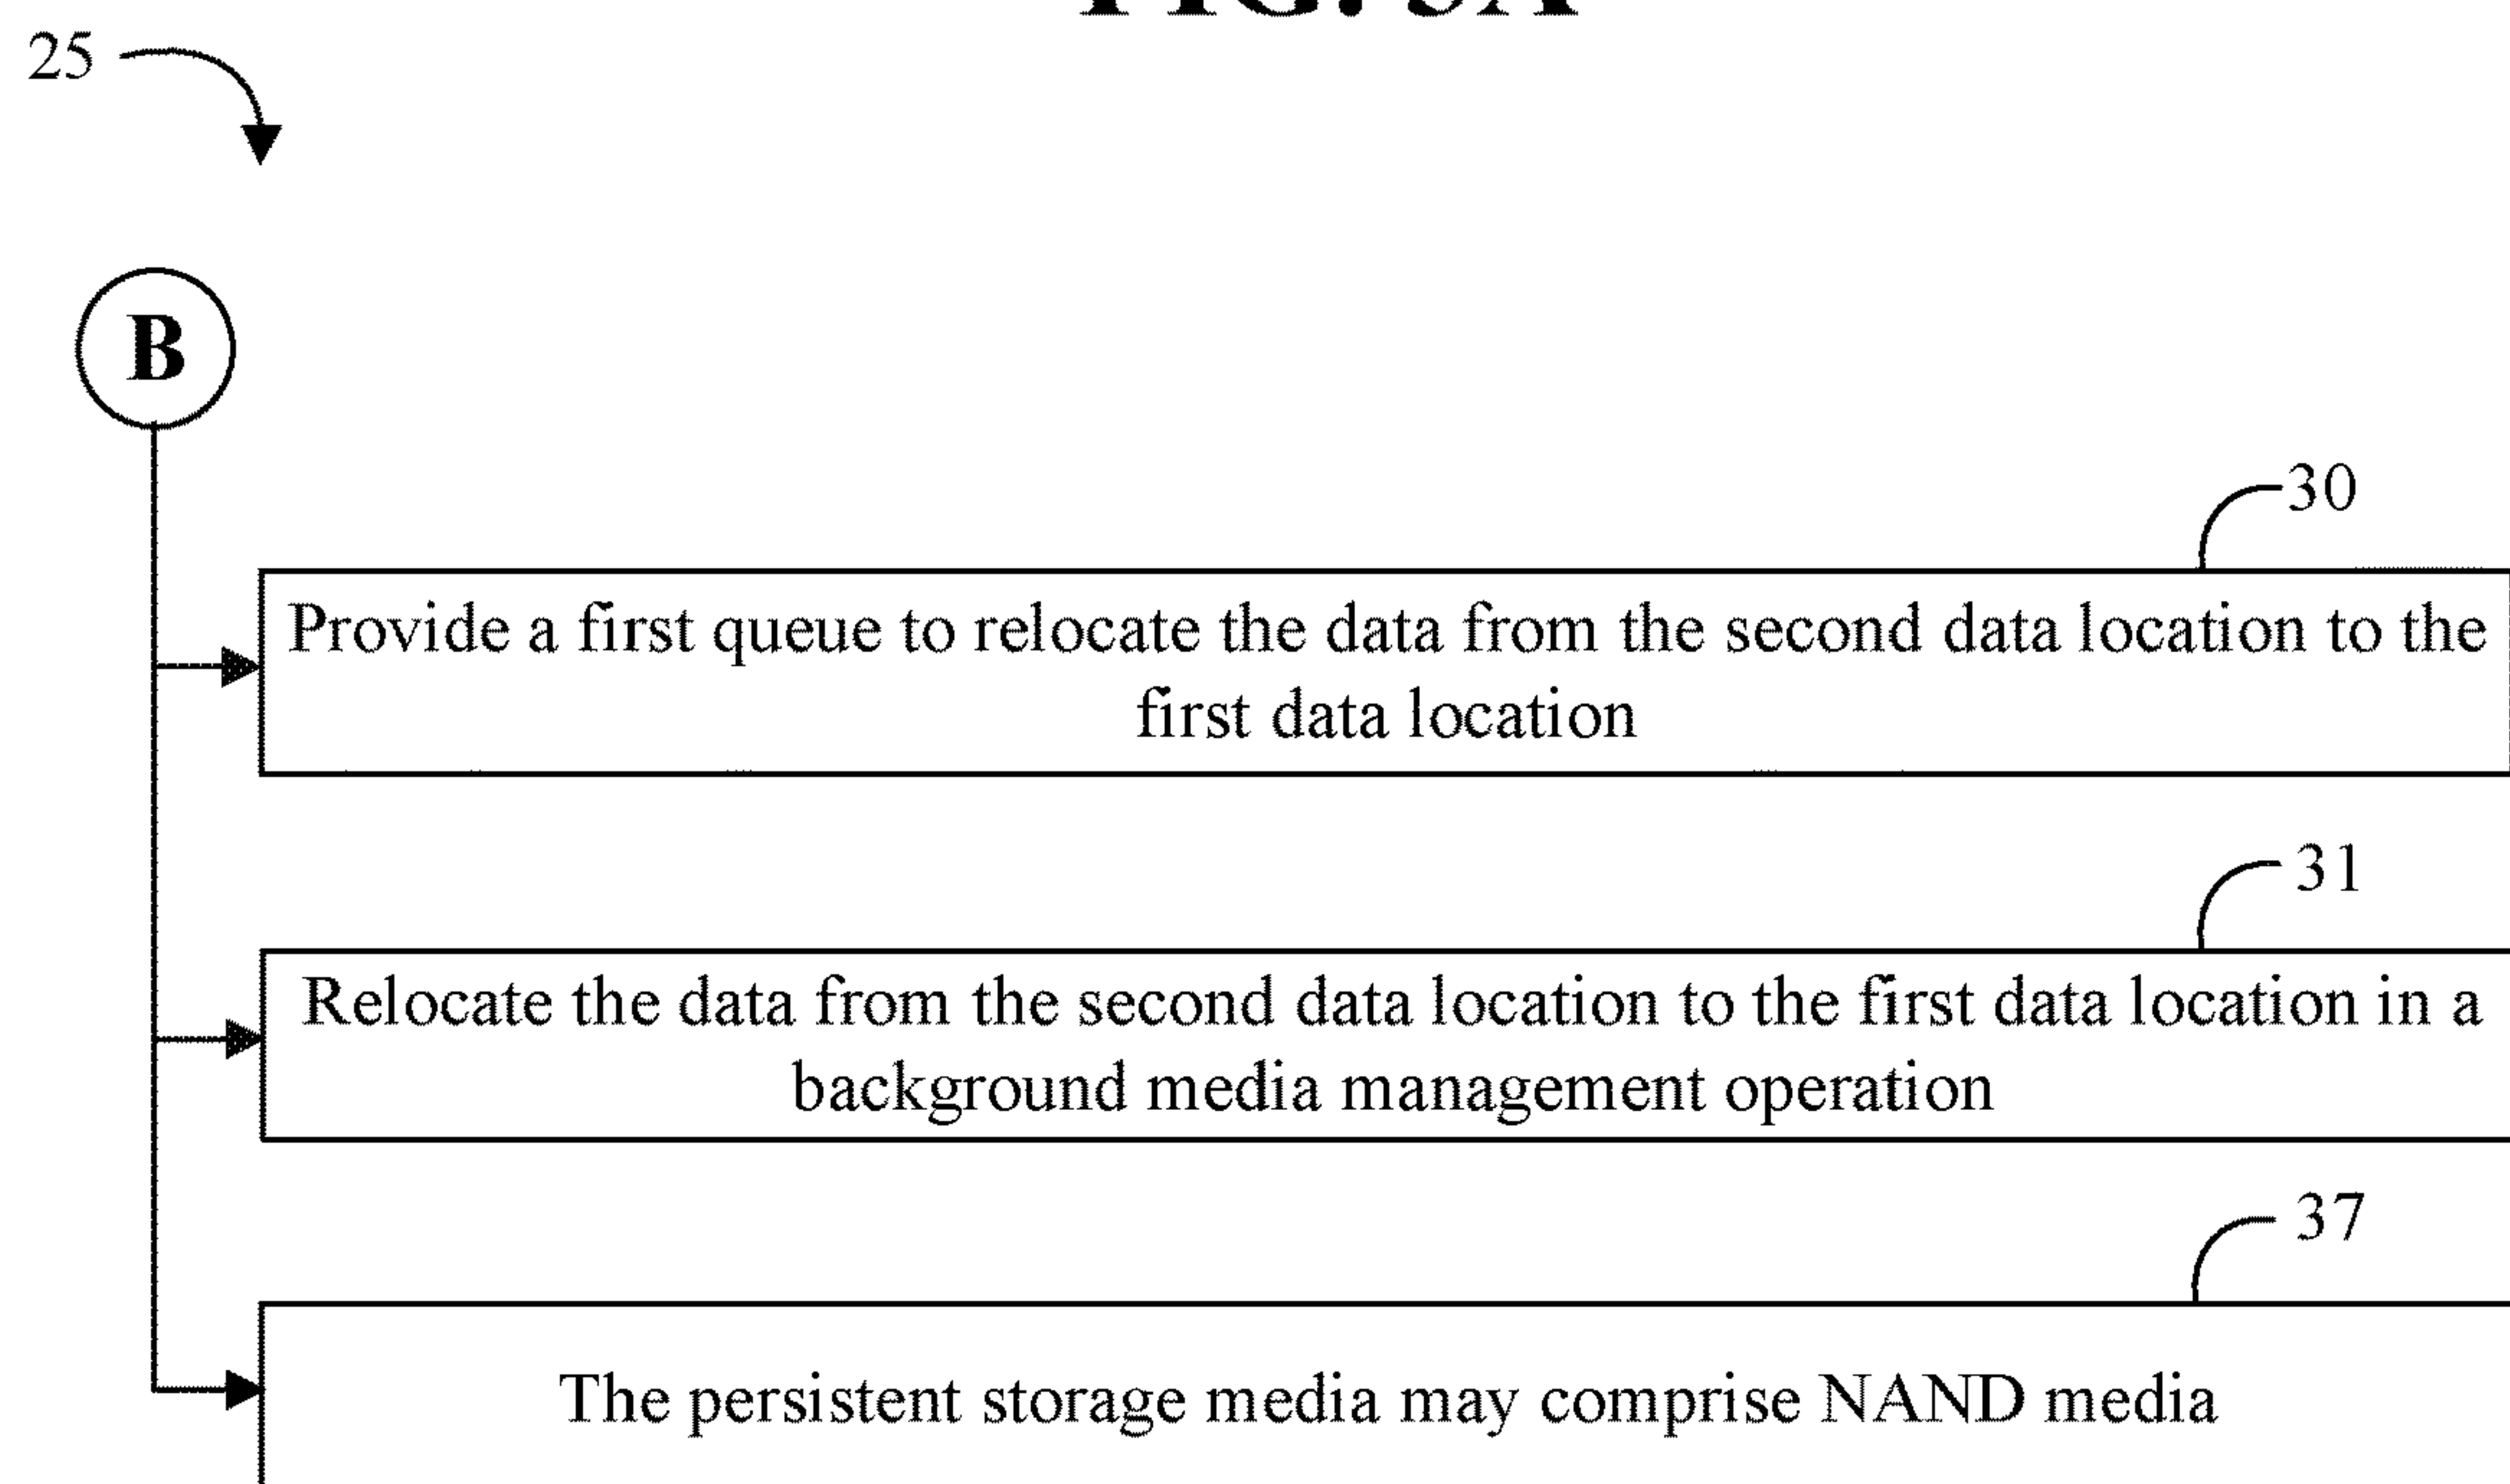 25
B
30
Provide a first queue to relocate the data from the second data location to the
first data location
31
Relocate the data from the second data location to the first data location in a
background media management operation
37
The persistent storage media may comprise NAND media